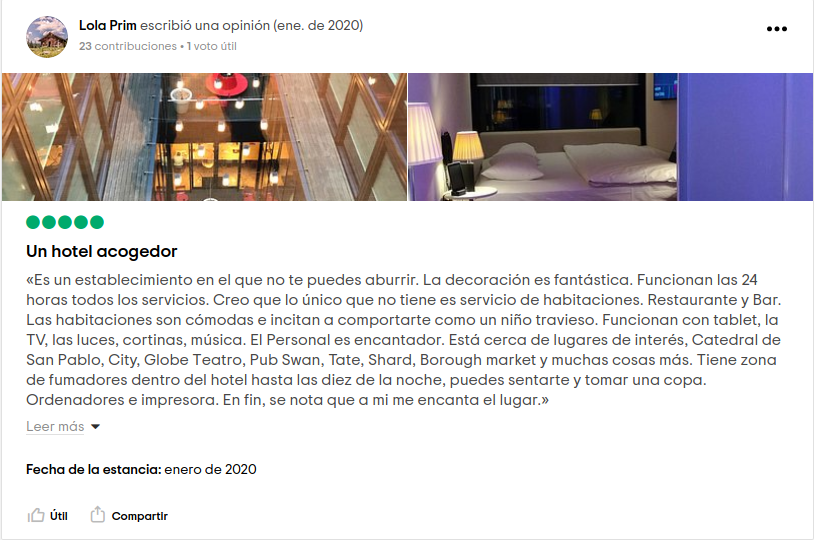 Lola Prim escribió una opinión (ene. de 2020)
23 contribuciones • 1 voto útil
Un hotel acogedor
«Es un establecimiento en el que no te puedes aburrir. La decoración es fantástica. Funcionan las 24
horas todos los servicios. Creo que lo único que no tiene es servicio de habitaciones. Restaurante y Bar.
Las habitaciones son cómodas e incitan a comportarte como un niño travieso. Funcionan con tablet, la
TV, las luces, cortinas, música. El Personal es encantador. Está cerca de lugares de interés, Catedral de
San Pablo, City, Globe Teatro, Pub Swan, Tate, Shard, Borough market y muchas cosas más. Tiene zona
de fumadores dentro del hotel hasta las diez de la noche, puedes sentarte y tomar una copa.
Ordenadores e impresora. En fin, se nota que a mi me encanta el lugar.»
Leer más
Fecha de la estancia: enero de 2020
Útil Compartir